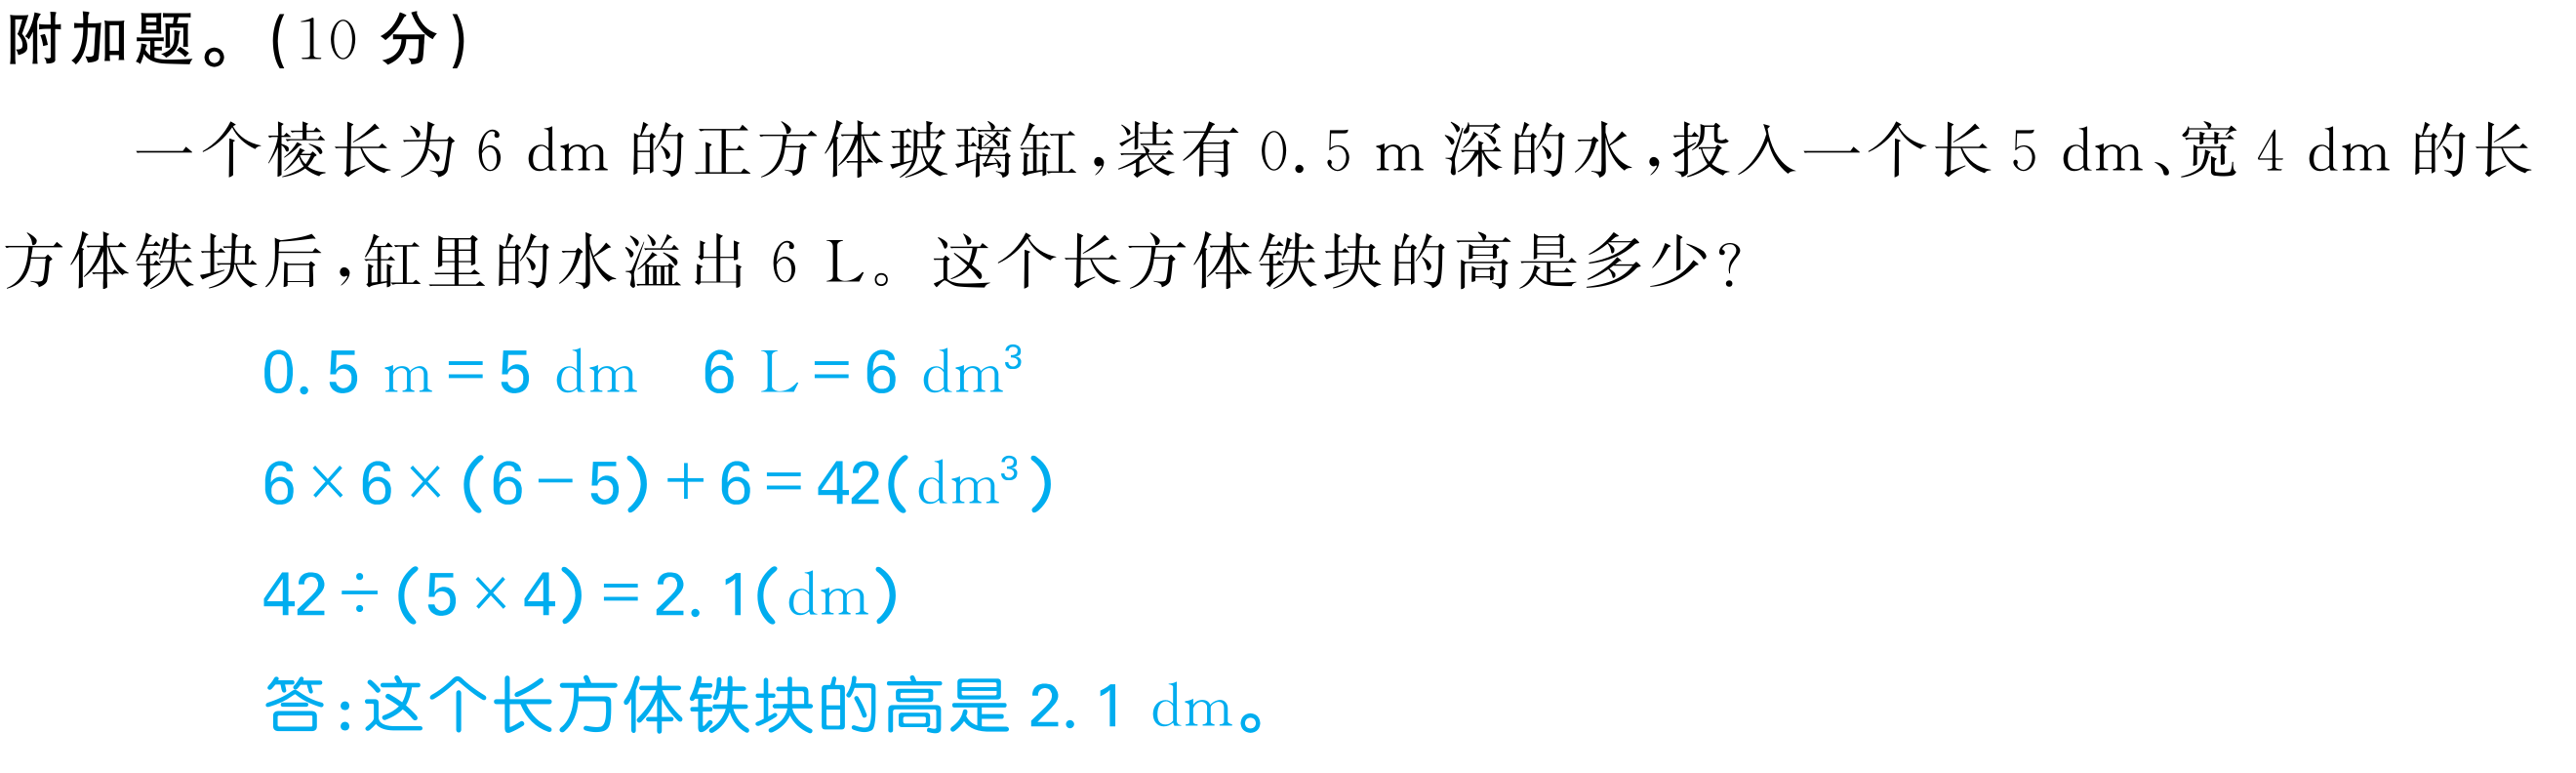 附加题。(10 分)
一个棱长为 6 dm 的正方体玻璃缸,装有 0.5 m 深的水,投入一个长 5 dm、宽 4 dm 的长
方体铁块后,缸里的水溢出 6 L。这个长方体铁块的高是多少?
0.5 m=5 dm 6 L=6 dm³
6×6×(6-5)+6=42(dm³)
42÷(5×4)=2.1(dm)
答:这个长方体铁块的高是 2.1 dm。